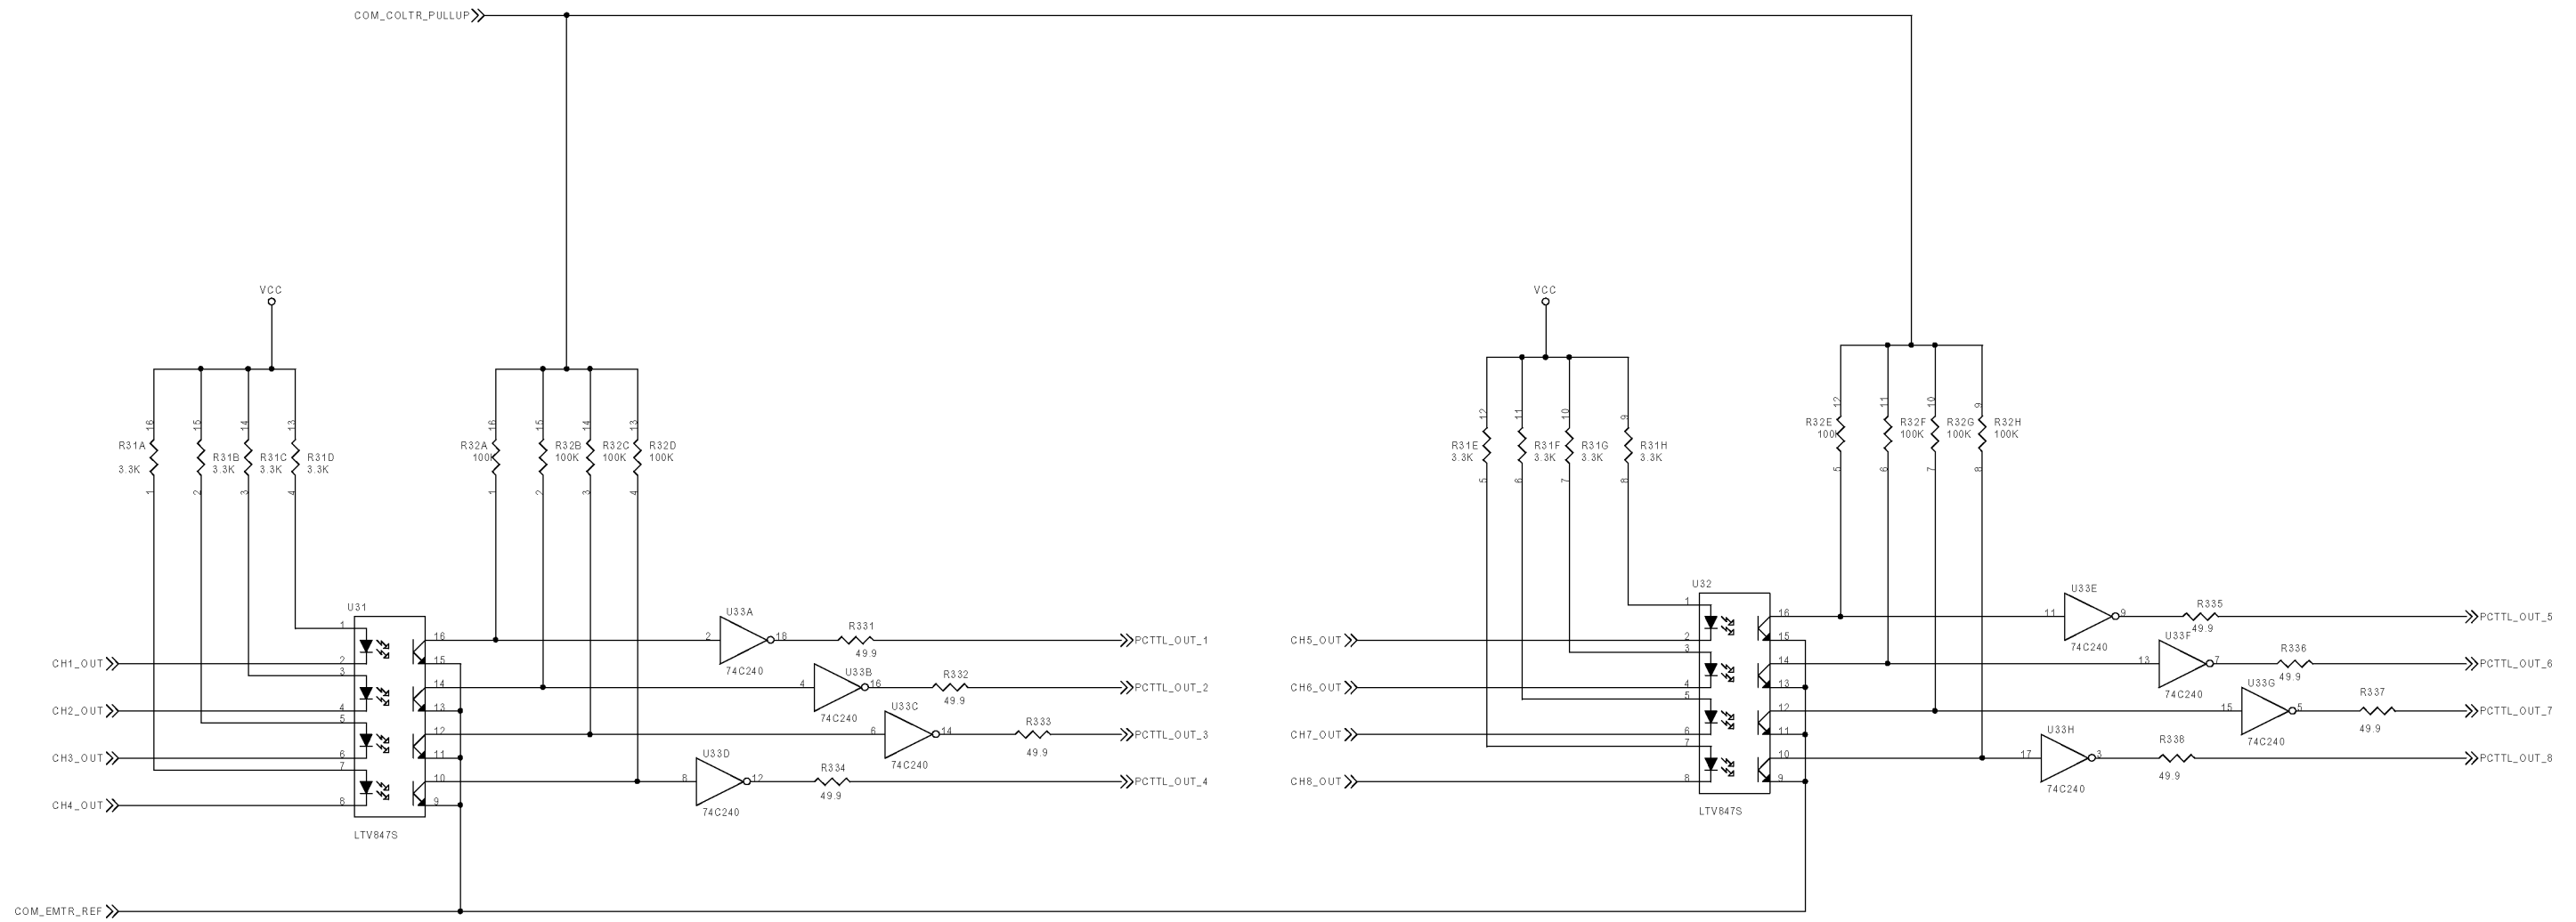 COM_COLTR_PULLUP
VCC
VCC
16 15 14 13
16 15 14 13
12 11 10 9
12 11 10 9
R31A 3.3K
R31B 3.3K
R31C 3.3K
R31D 3.3K
R32A 100K
R32B 100K
R32C 100K
R32D 100K
R31E 3.3K
R31F 3.3K
R31G 3.3K
R31H 3.3K
R32E 100K
R32F 100K
R32G 100K
R32H 100K
1 2 3 4
1 2 3 4
5 6 7 8
5 6 7 8
U31
1 2 3 4 5 6 7 8
16 15 14 13 12 11 10 9
LTV847S
CH1_OUT
CH2_OUT
CH3_OUT
CH4_OUT
U33A
2 18
74C240
R331
49.9
PCTTL_OUT_1
U33B
4 16
74C240
R332
49.9
PCTTL_OUT_2
U33C
6 14
74C240
R333
49.9
PCTTL_OUT_3
U33D
8 12
74C240
R334
49.9
PCTTL_OUT_4
CH5_OUT
CH6_OUT
CH7_OUT
CH8_OUT
U32
1 2 3 4 5 6 7 8
16 15 14 13 12 11 10 9
LTV847S
U33E
11 9
74C240
R335
49.9
PCTTL_OUT_5
U33F
13 7
74C240
R336
49.9
PCTTL_OUT_6
U33G
15 5
74C240
R337
49.9
PCTTL_OUT_7
U33H
17 3
74C240
R338
49.9
PCTTL_OUT_8
COM_EMTR_REF